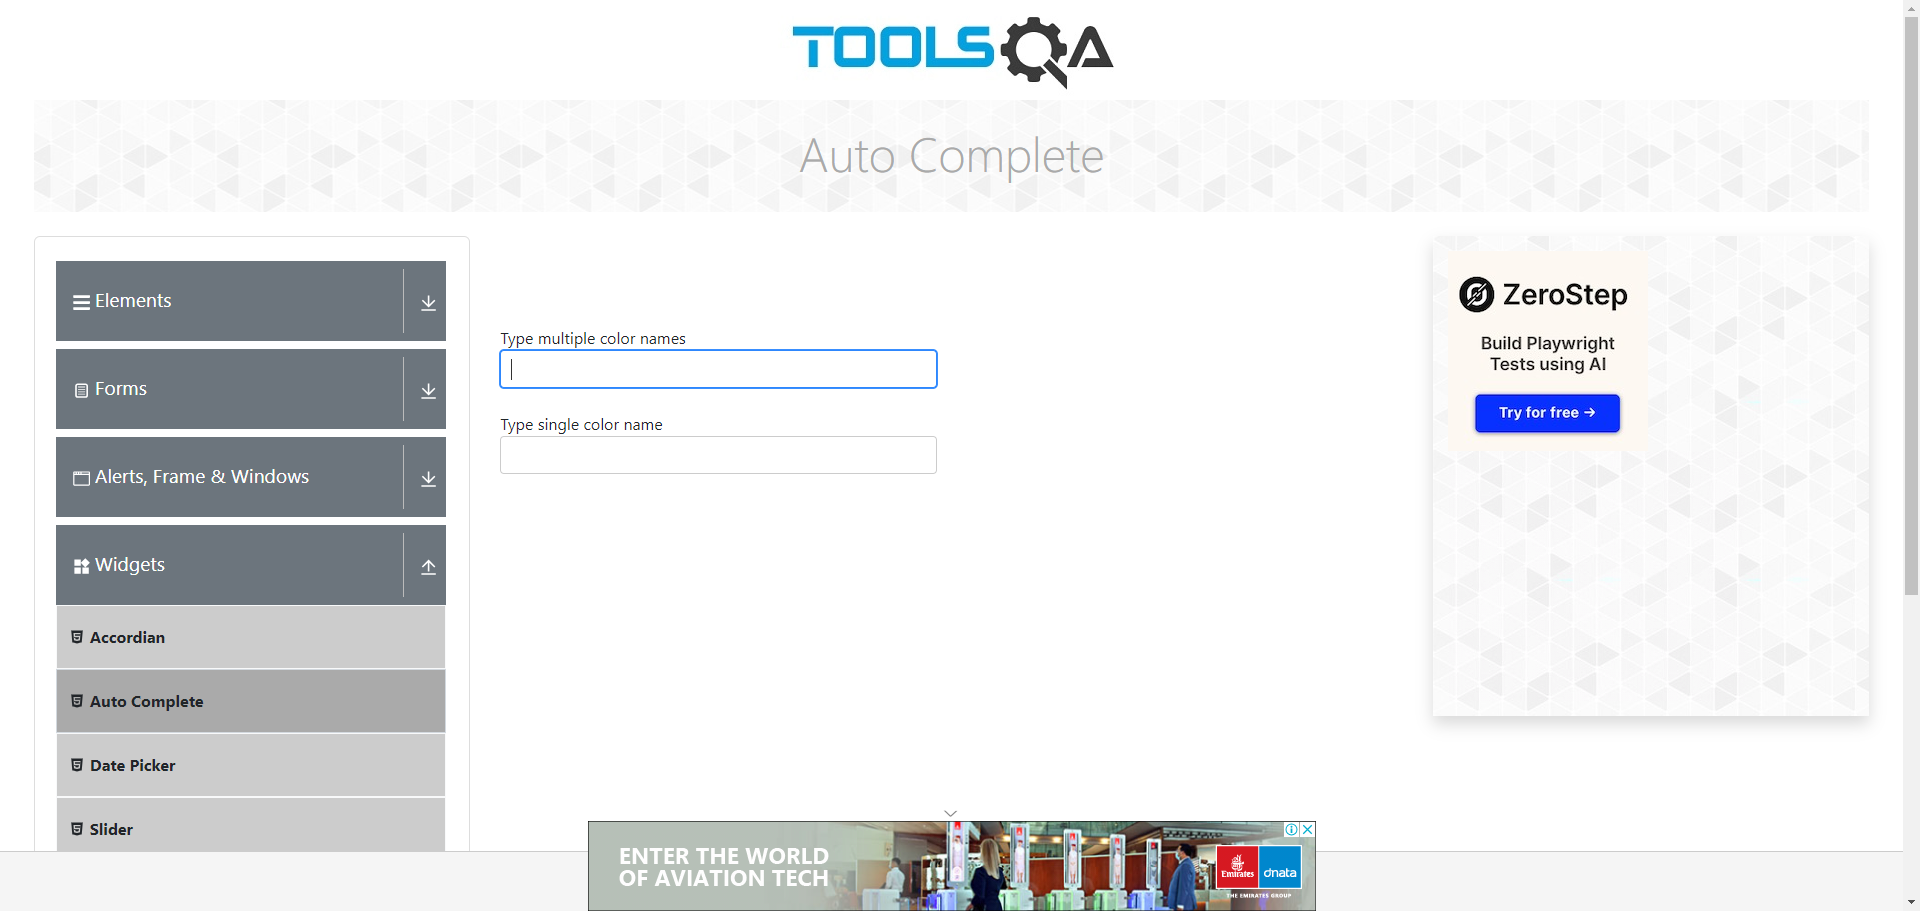 TOOLSQA
Auto Complete
Elements
Forms
Alerts, Frame & Windows
Widgets
Accordian
Auto Complete
Date Picker
Slider
Type multiple color names
Type single color name
ZeroStep
Build Playwright
Tests using AI
Try for free →
ENTER THE WORLD
OF AVIATION TECH
Emirates
dnata
THE EMIRATES GROUP